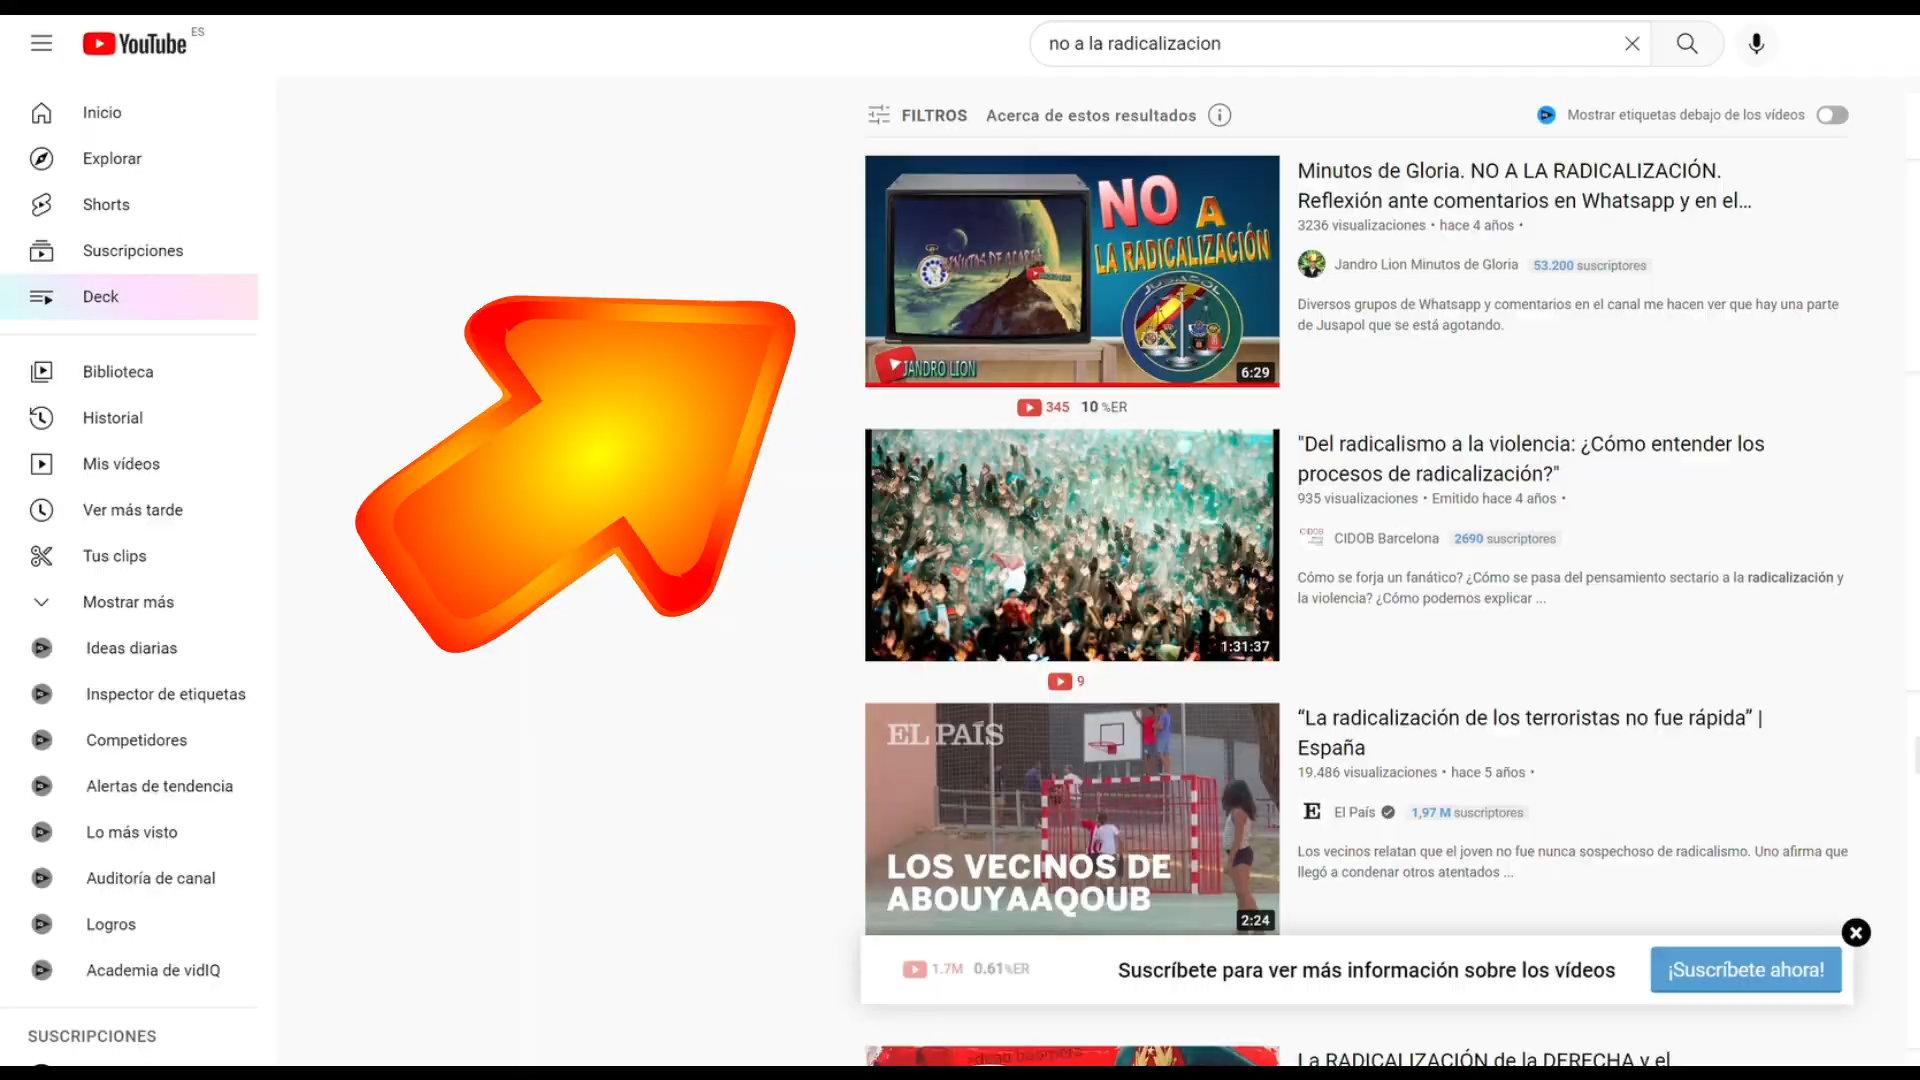 YouTube ES
no a la radicalizacion
Inicio
Explorar
Shorts
Suscripciones
Deck
Biblioteca
Historial
Mis vídeos
Ver más tarde
Tus clips
Mostrar más
Ideas diarias
Inspector de etiquetas
Competidores
Alertas de tendencia
Lo más visto
Auditoría de canal
Logros
Academia de vidIQ
SUSCRIPCIONES
FILTROS Acerca de estos resultados
Mostrar etiquetas debajo de los vídeos
NO A
LA RADICALIZACIÓN
MINUTOS DE GLORIA
JUSAPOL
JANDRO LION
6:29
345 10 %ER
Minutos de Gloria. NO A LA RADICALIZACIÓN.
Reflexión ante comentarios en Whatsapp y en el...
3236 visualizaciones • hace 4 años •
Jandro Lion Minutos de Gloria 53.200 suscriptores
Diversos grupos de Whatsapp y comentarios en el canal me hacen ver que hay una parte
de Jusapol que se está agotando.
1:31:37
9
"Del radicalismo a la violencia: ¿Cómo entender los
procesos de radicalización?"
935 visualizaciones • Emitido hace 4 años •
CIDOB Barcelona 2690 suscriptores
Cómo se forja un fanático? ¿Cómo se pasa del pensamiento sectario a la radicalización y
la violencia? ¿Cómo podemos explicar ...
EL PAÍS
LOS VECINOS DE
ABOUYAAQOUB
2:24
“La radicalización de los terroristas no fue rápida” |
España
19.486 visualizaciones • hace 5 años •
E El País 1,97 M suscriptores
Los vecinos relatan que el joven no fue nunca sospechoso de radicalismo. Uno afirma que
llegó a condenar otros atentados ...
1.7M 0.61%ER
Suscríbete para ver más información sobre los vídeos
¡Suscríbete ahora!
La RADICALIZACIÓN de la DERECHA y el